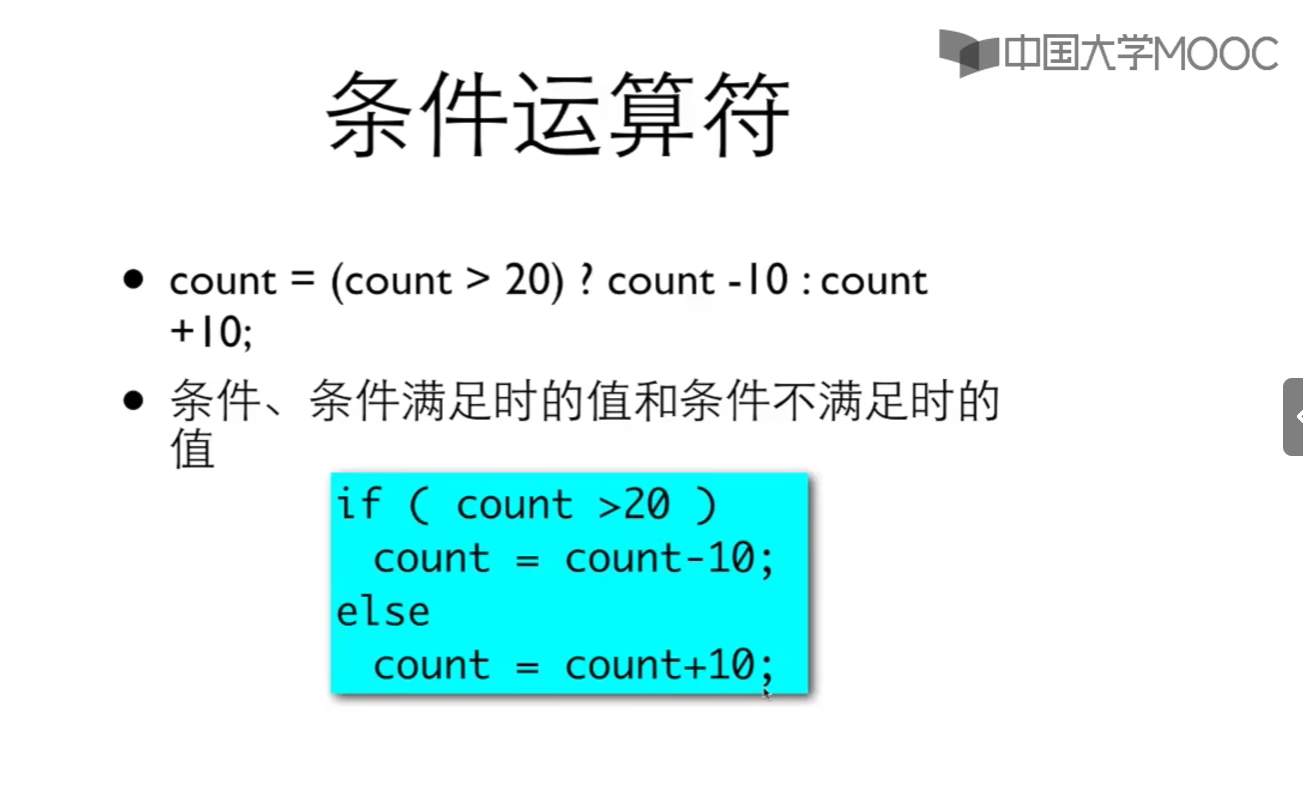 中国大学MOOC
条件运算符
● count = (count > 20) ? count -10 : count
+10;
● 条件、条件满足时的值和条件不满足时的
值
if ( count >20 )
count = count-10;
else
count = count+10;